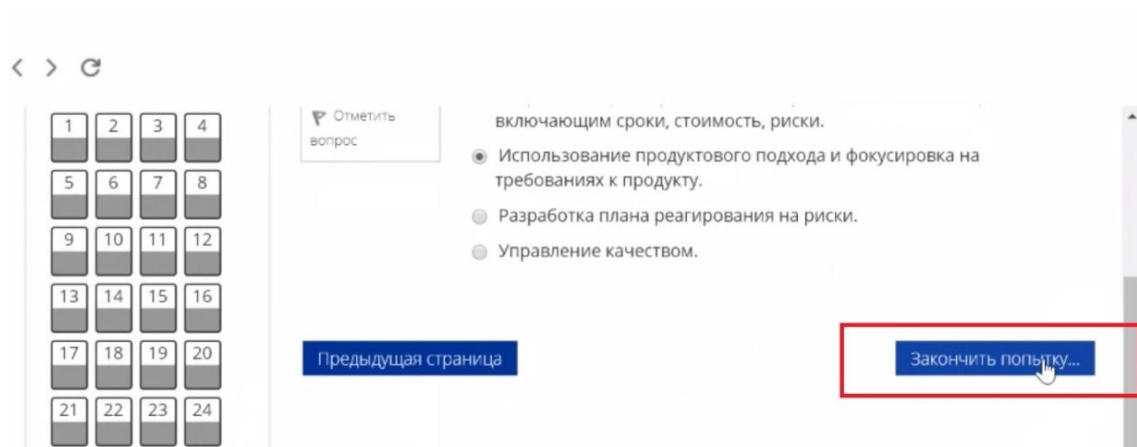 1 2 3 4
5 6 7 8
9 10 11 12
13 14 15 16
17 18 19 20
21 22 23 24
Отметить
вопрос
включающим сроки, стоимость, риски.
Использование продуктового подхода и фокусировка на
требованиях к продукту.
Разработка плана реагирования на риски.
Управление качеством.
Предыдущая страница
Закончить попытку...